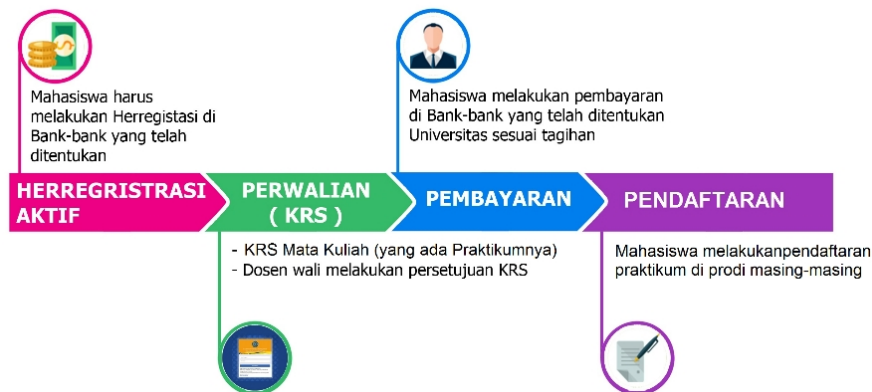 Mahasiswa harus
melakukan Herregistasi di
Bank-bank yang telah
ditentukan
Mahasiswa melakukan pembayaran
di Bank-bank yang telah ditentukan
Universitas sesuai tagihan
HERREGRISTRASI
AKTIF
PERWALIAN
( KRS )
PEMBAYARAN
PENDAFTARAN
- KRS Mata Kuliah (yang ada Praktikumnya)
- Dosen wali melakukan persetujuan KRS
Mahasiswa melakukanpendaftaran
praktikum di prodi masing-masing